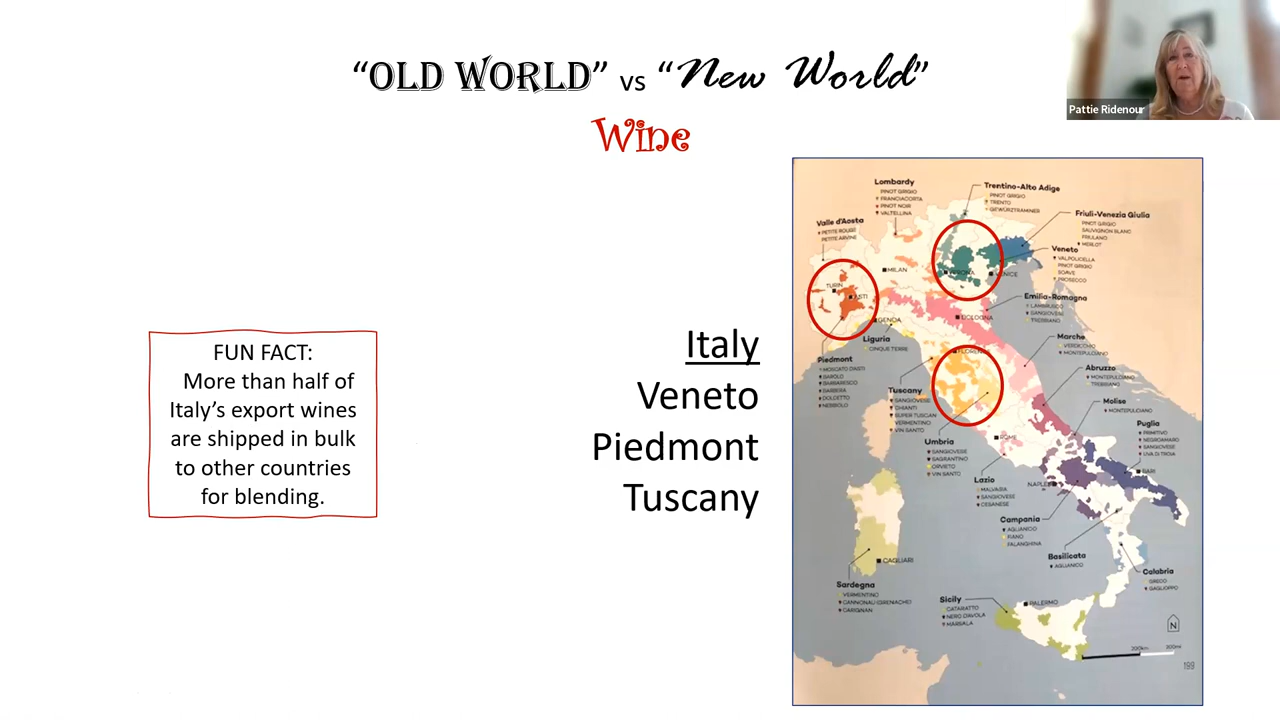 “OLD WORLD” vs “New World”
Wine
Pattie Ridenour
FUN FACT:
More than half of
Italy’s export wines
are shipped in bulk
to other countries
for blending.
Italy
Veneto
Piedmont
Tuscany
Lombardy
PINOT GRIGIO
FRANCIACORTA
PINOT NOIR
VALTELLINA
Trentino-Alto Adige
PINOT GRIGIO
TRENTO
GEWÜRZTRAMINER
Friuli-Venezia Giulia
PINOT GRIGIO
SAUVIGNON BLANC
FRIULANO
MERLOT
Valle d'Aosta
PETITE ROUGE
PETITE ARVINE
Veneto
VALPOLICELLA
PINOT GRIGIO
SOAVE
PROSECCO
MILAN
VERONA
VENICE
TURIN
ASTI
GENOA
BOLOGNA
Emilia-Romagna
LAMBRUSCO
SANGIOVESE
TREBBIANO
Liguria
CINQUE TERRE
Marche
VERDICCHIO
MONTEPULCIANO
Piedmont
MOSCATO D'ASTI
BAROLO
BARBARESCO
BARBERA
DOLCETTO
NEBBIOLO
Abruzzo
MONTEPULCIANO
TREBBIANO
Tuscany
SANGIOVESE
CHIANTI
SUPER TUSCAN
VERMENTINO
VIN SANTO
Molise
MONTEPULCIANO
Puglia
PRIMITIVO
NEGROAMARO
SANGIOVESE
UVA DI TROIA
BARI
Umbria
SANGIOVESE
SAGRANTINO
ORVIETO
VIN SANTO
ROME
Lazio
MALVASIA
SANGIOVESE
CESANESE
Campania
AGLIANICO
FIANO
FALANGHINA
Basilicata
AGLIANICO
Calabria
GRECO
GAGLIOPPO
CAGLIARI
Sardegna
VERMENTINO
CANNONAU (GRENACHE)
CARIGNAN
Sicily
CATARATTO
NERO D'AVOLA
MARSALA
PALERMO
N
199